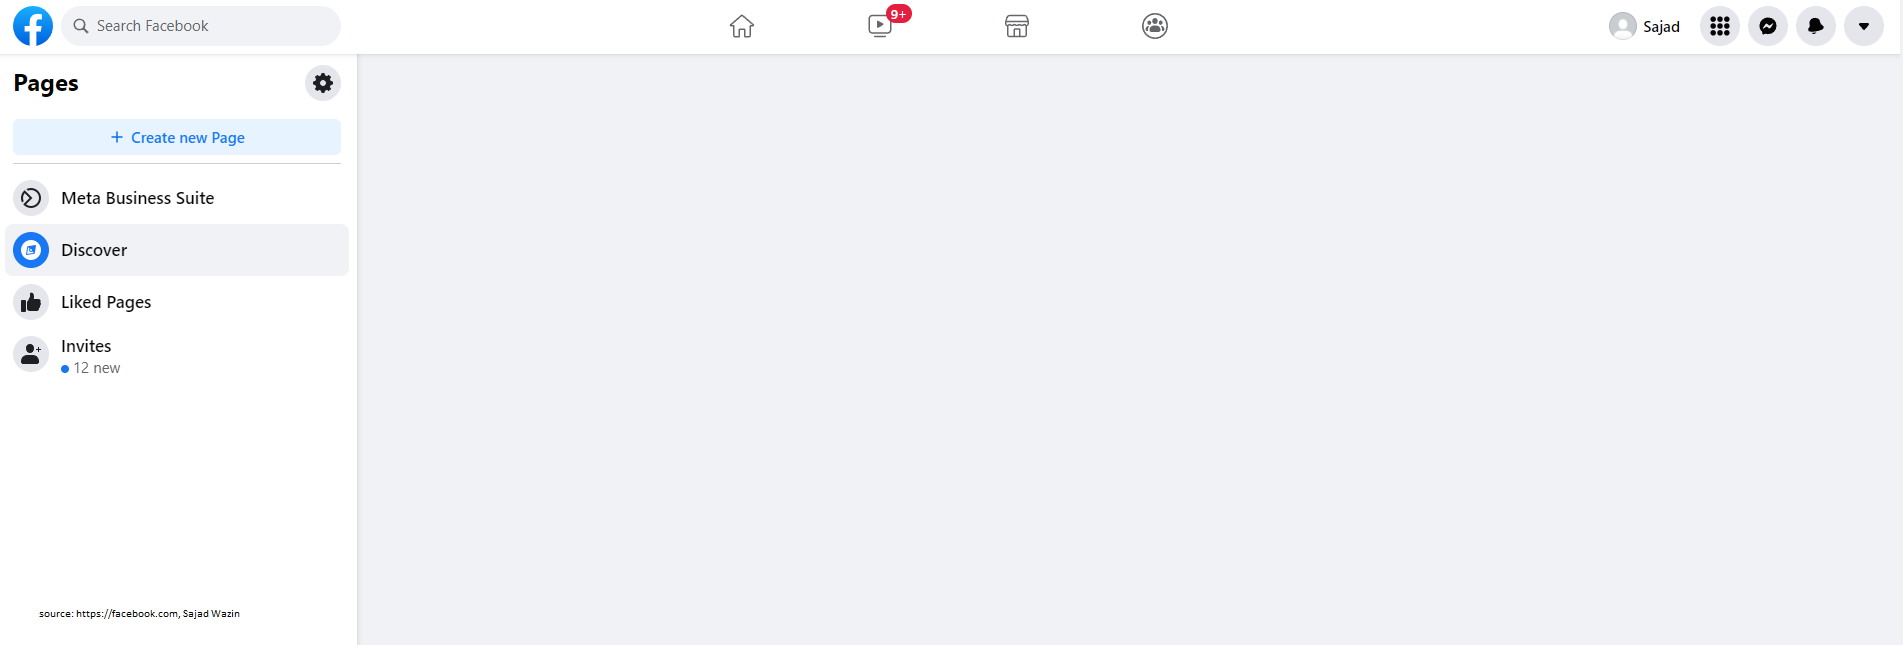 Search Facebook
9+
Sajad
Pages
+ Create new Page
Meta Business Suite
Discover
Liked Pages
Invites
12 new
source: https://facebook.com, Sajad Wazin